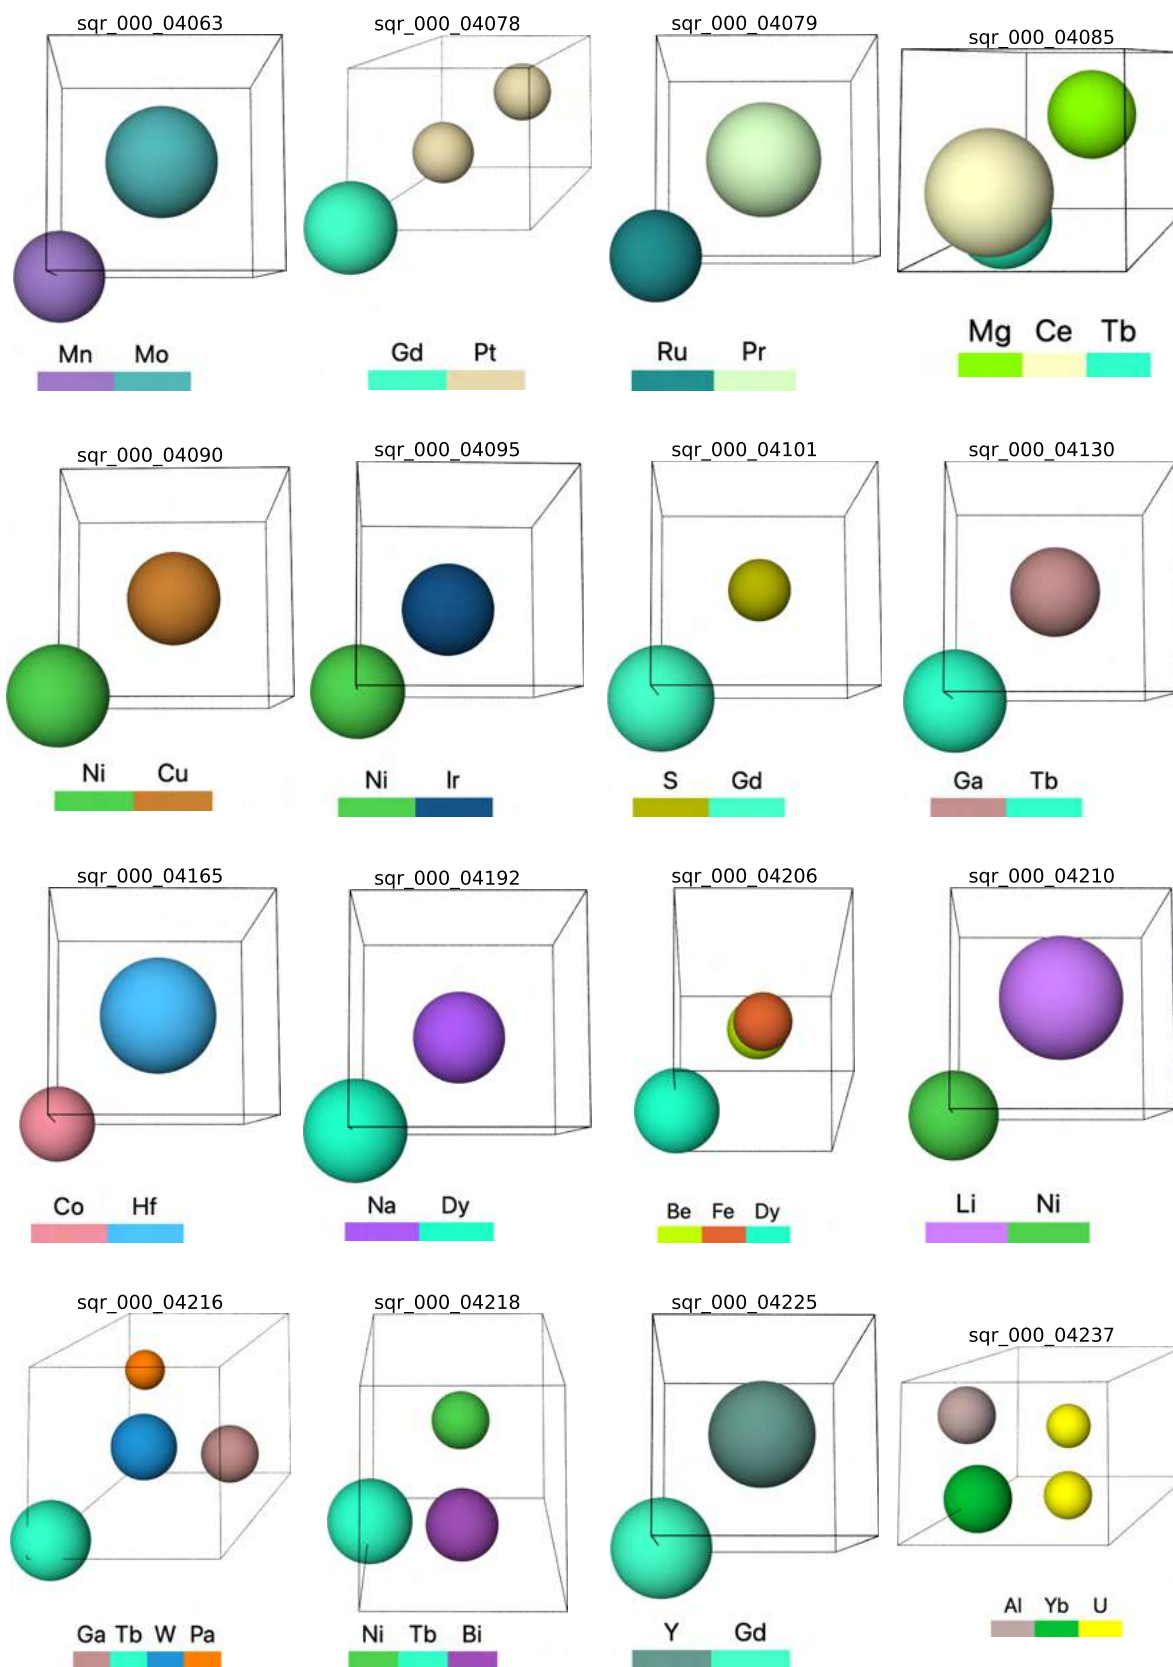 sqr_000_04063 sqr_000_04078 sqr_000_04079 sqr_000_04085
Mn Mo Gd Pt Ru Pr Mg Ce Tb
sqr_000_04090 sqr_000_04095 sqr_000_04101 sqr_000_04130
Ni Cu Ni Ir S Gd Ga Tb
sqr_000_04165 sqr_000_04192 sqr_000_04206 sqr_000_04210
Co Hf Na Dy Be Fe Dy Li Ni
sqr_000_04216 sqr_000_04218 sqr_000_04225 sqr_000_04237
Ga Tb W Pa Ni Tb Bi Y Gd Al Yb U